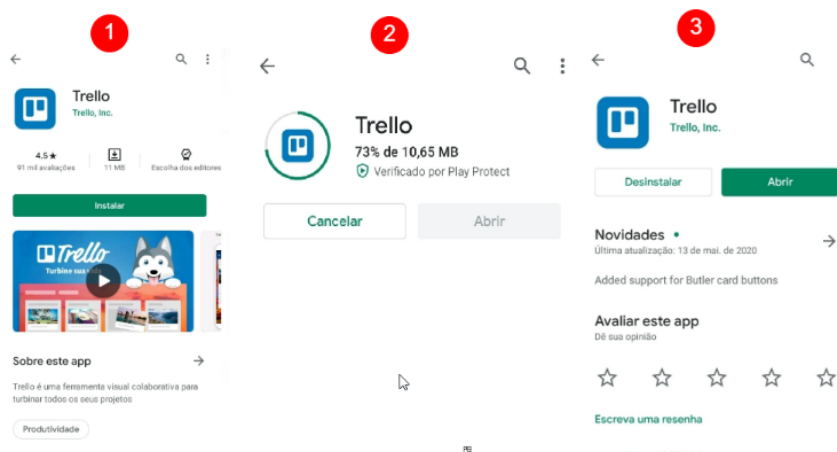 1
Trello
Trello, Inc.
4,5★
91 mil avaliações
11 MB
Escolha dos editores
Instalar
Trello
Turbine sua
Sobre este app
Trello é uma ferramenta visual colaborativa para
turbinar todos os seus projetos
Produtividade
2
Trello
73% de 10,65 MB
Verificado por Play Protect
Cancelar
Abrir
3
Trello
Trello, Inc.
Desinstalar
Abrir
Novidades •
Última atualização: 13 de mai. de 2020
Added support for Butler card buttons
Avaliar este app
Dê sua opinião
Escreva uma resenha